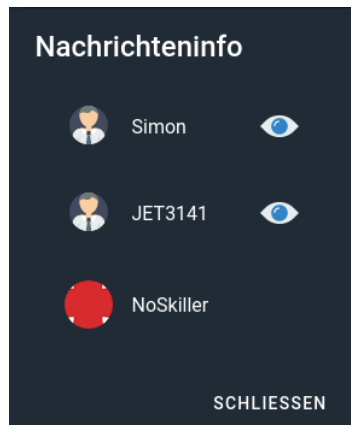 Nachrichteninfo
Simon
JET3141
NoSkiller
SCHLIESSEN